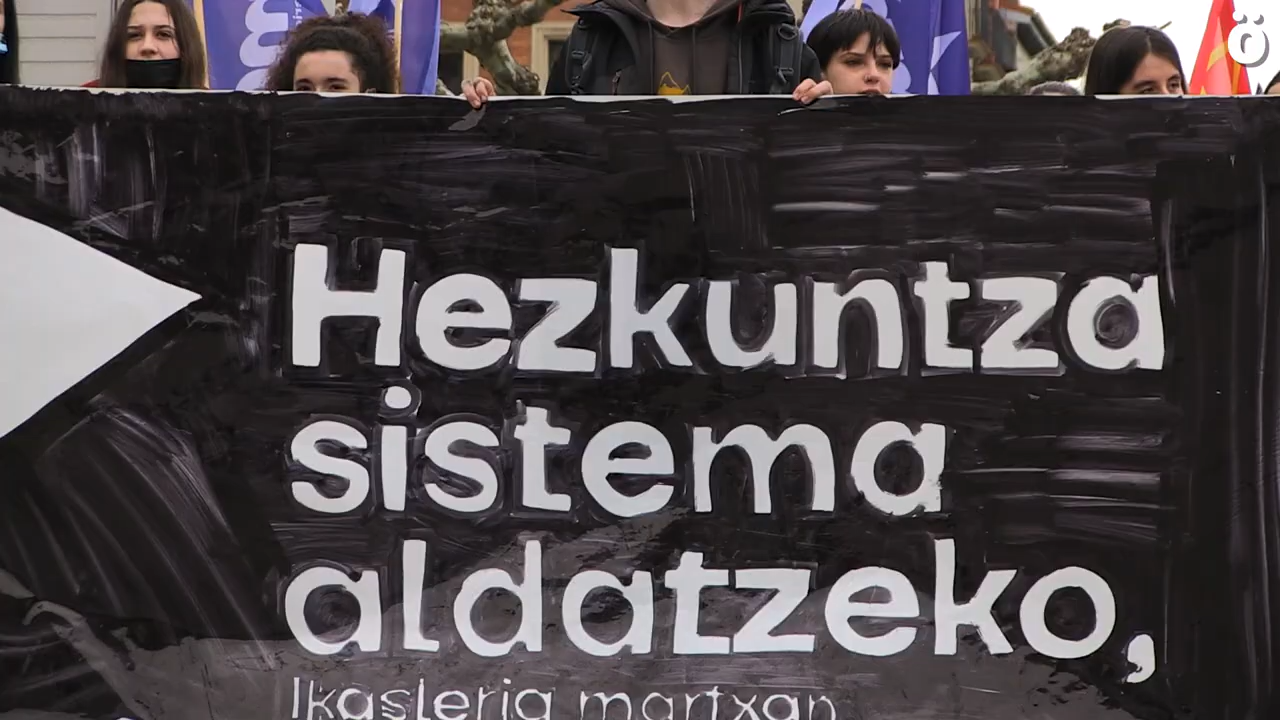 Hezkuntza
sistema
aldatzeko,
Ikasleria martxan